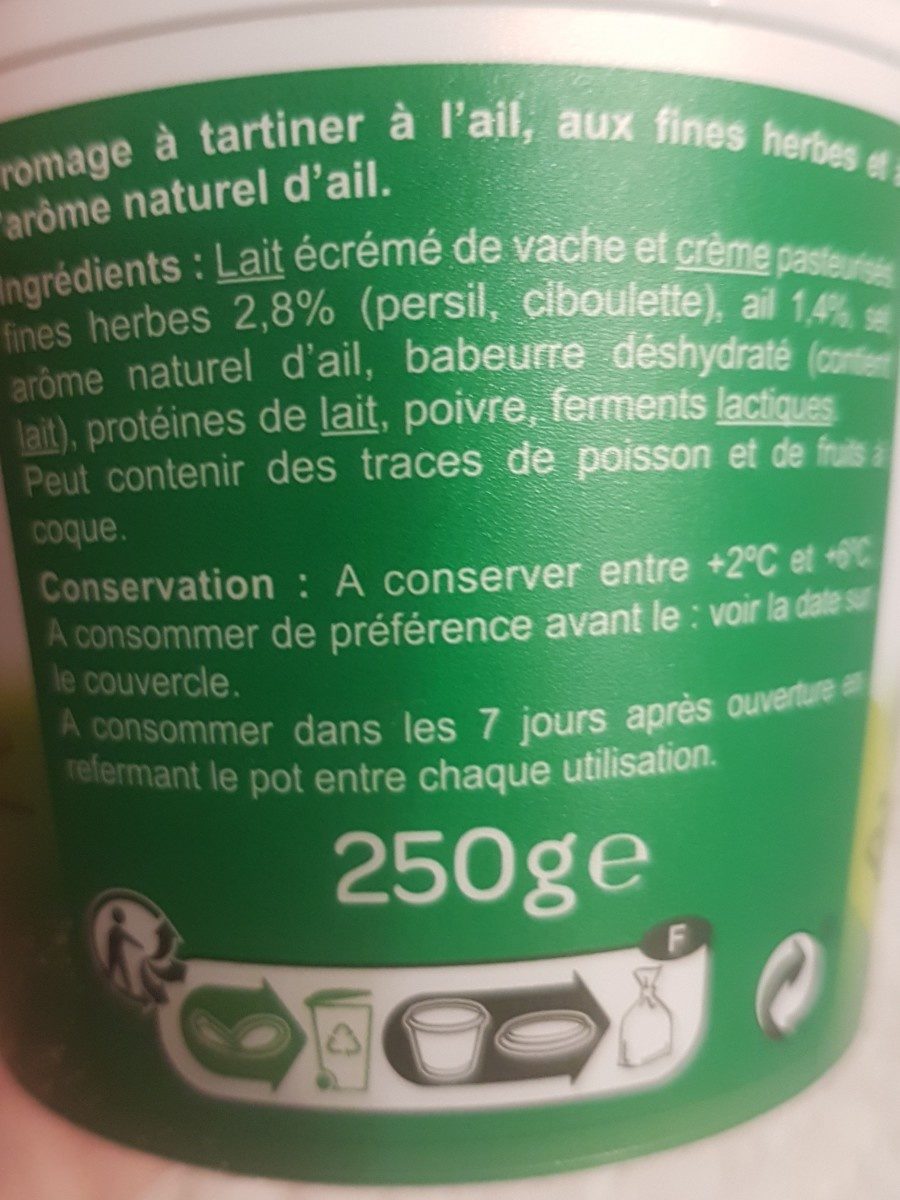 romage à tartiner à l'ail, aux fines herbes et
arôme naturel d'ail.
Ingrédients : Lait écrémé de vache et crème pasteurisés
fines herbes 2,8% (persil, ciboulette), ail 1,4%, sel
arôme naturel d'ail, babeurre déshydraté (contient
lait), protéines de lait, poivre, ferments lactiques.
Peut contenir des traces de poisson et de fruits à
coque.
Conservation : A conserver entre +2°C et +6°C.
A consommer de préférence avant le : voir la date sur
le couvercle.
A consommer dans les 7 jours après ouverture en
refermant le pot entre chaque utilisation.
250g℮
F